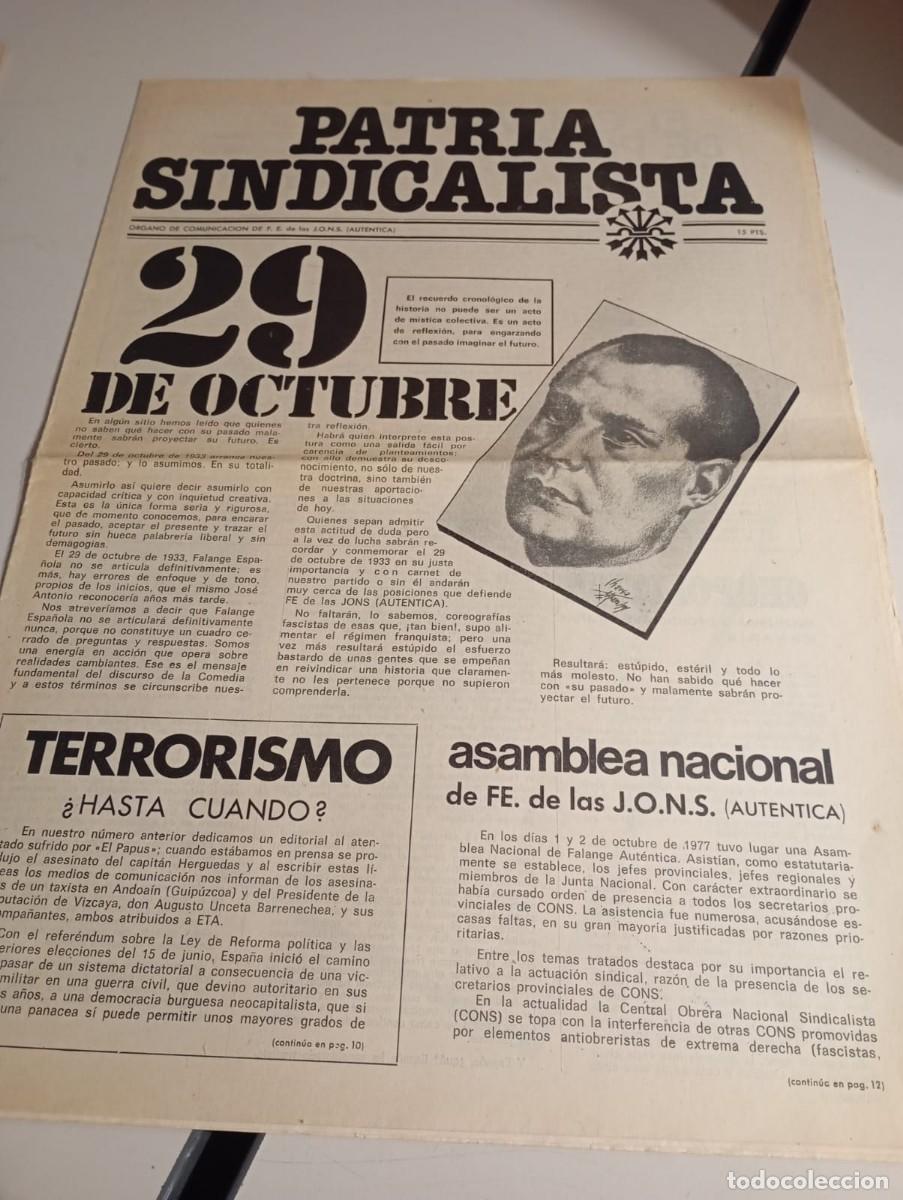 PATRIA
SINDICALISTA
ORGANO DE COMUNICACION DE F. E. de las J.O.N.S. (AUTENTICA)
15 PTS.
29
DE OCTUBRE
El recuerdo cronológico de la
historia no puede ser un acto
de mística colectiva. Es un acto
de reflexión, para engarzando
con el pasado imaginar el futuro.
En algún sitio hemos leído que quienes
no saben qué hacer con su pasado mala-
mente sabrán proyectar su futuro. Es
cierto.
Del 29 de octubre de 1933 arranca nues-
tro pasado; y lo asumimos. En su totali-
dad.
Asumirlo así quiere decir asumirlo con
capacidad crítica y con inquietud creativa.
Esta es la única forma seria y rigurosa,
que de momento conocemos, para encarar
el pasado, aceptar el presente y trazar el
futuro sin hueca palabrería liberal y sin
demagogias.
El 29 de octubre de 1933, Falange Espa-
ñola no se articula definitivamente; es
más, hay errores de enfoque y de tono,
propios de los inicios, que el mismo José
Antonio reconocería años más tarde.
Nos atreveríamos a decir que Falange
Española no se articulará definitivamente
nunca, porque no constituye un cuadro ce-
rrado de preguntas y respuestas. Somos
una energía en acción que opera sobre
realidades cambiantes. Ese es el mensaje
fundamental del discurso de la Comedia
y a estos términos se circunscribe nues-
tra reflexión.
Habrá quien interprete esta pos-
tura como una salida fácil por
carencia de planteamientos;
con ello demuestra su desco-
nocimiento, no sólo de nues-
tra doctrina, sino también
de nuestras aportacio-
nes a las situaciones
de hoy.
Quienes sepan admitir
esta actitud de duda pero
a la vez de lucha sabrán re-
cordar y conmemorar el 29
de octubre de 1933 en su justa
importancia y con carnet de
nuestro partido o sin él andarán
muy cerca de las posiciones que defiende
FE de las JONS (AUTENTICA).
No faltarán, lo sabemos, coreografías
fascistas de esas que, ¡tan bien!, supo ali-
mentar el régimen franquista; pero una
vez más resultará estúpido el esfuerzo
bastardo de unas gentes que se empeñan
en reivindicar una historia que claramen-
te no les pertenece porque no supieron
comprenderla.
Resultará: estúpido, estéril y todo lo
más molesto. No han sabido qué hacer
con «su pasado» y malamente sabrán pro-
yectar el futuro.
TERRORISMO
¿HASTA CUANDO?
En nuestro número anterior dedicamos un editorial al aten-
tado sufrido por «El Papus»; cuando estábamos en prensa se pro-
dujo el asesinato del capitán Herguedas y al escribir estas lí-
eas los medios de comunicación nos informan de los asesina-
s de un taxista en Andoaín (Guipúzcoa) y del Presidente de la
putación de Vizcaya, don Augusto Unceta Barrenechea, y sus
ompañantes, ambos atribuidos a ETA.
Con el referéndum sobre la Ley de Reforma política y las
eriores elecciones del 15 de junio, España inició el camino
pasar de un sistema dictatorial a consecuencia de una vic-
militar en una guerra civil, que devino autoritario en sus
s años, a una democracia burguesa neocapitalista, que si
una panacea sí puede permitir unos mayores grados de
(continúa en pag. 10)
asamblea nacional
de FE. de las J.O.N.S. (AUTENTICA)
En los días 1 y 2 de octubre de 1977 tuvo lugar una Asam-
blea Nacional de Falange Auténtica. Asistían, como estatutaria-
mente se establece, los jefes provinciales, jefes regionales y
miembros de la Junta Nacional. Con carácter extraordinario se
había cursado orden de presencia a todos los secretarios pro-
vinciales de CONS. La asistencia fue numerosa, acusándose es-
casas faltas, en su gran mayoría justificadas por razones prio-
ritarias.
Entre los temas tratados destaca por su importancia el re-
lativo a la actuación sindical, razón de la presencia de los se-
cretarios provinciales de CONS.
En la actualidad la Central Obrera Nacional Sindicalista
(CONS) se topa con la interferencia de otras CONS promovidas
por elementos antiobreristas de extrema derecha (fascistas,
(continúa en pag. 12)
todocoleccion